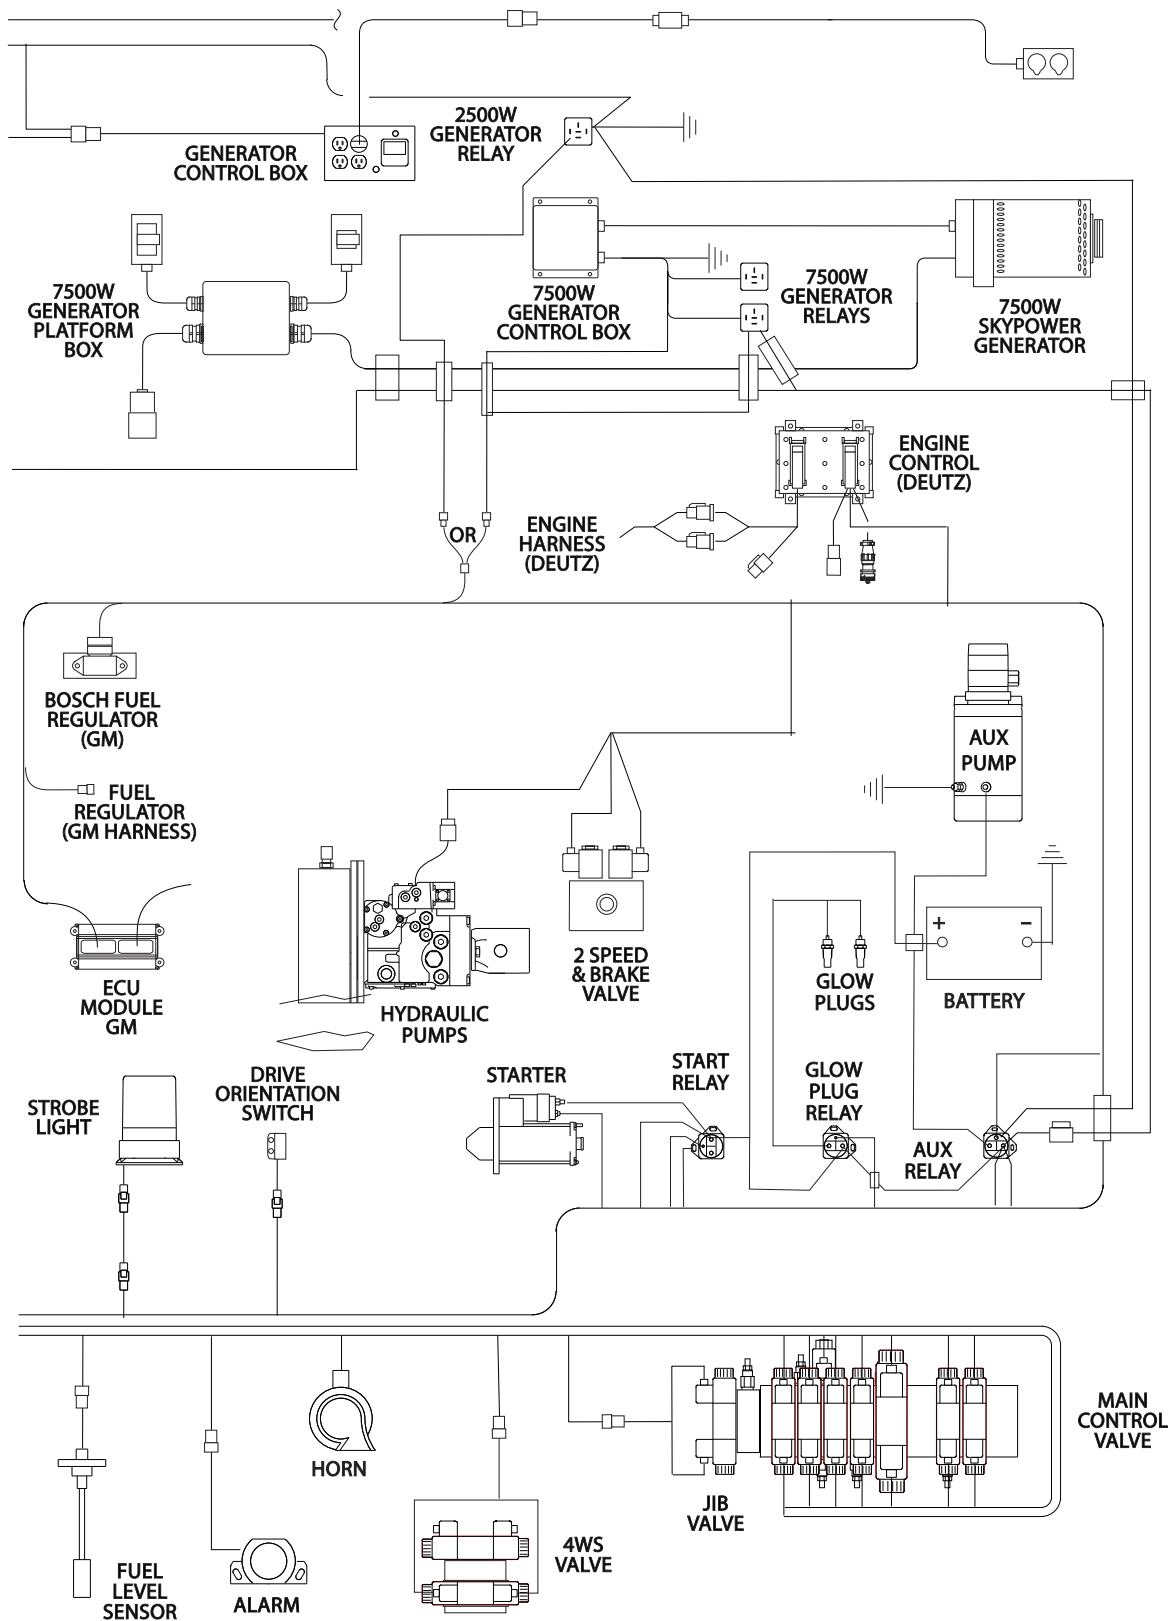 2500W
GENERATOR
RELAY
GENERATOR
CONTROL BOX
7500W
GENERATOR
PLATFORM
BOX
7500W
GENERATOR
CONTROL BOX
7500W
GENERATOR
RELAYS
7500W
SKYPOWER
GENERATOR
ENGINE
CONTROL
(DEUTZ)
OR
ENGINE
HARNESS
(DEUTZ)
BOSCH FUEL
REGULATOR
(GM)
FUEL
REGULATOR
(GM HARNESS)
AUX
PUMP
ECU
MODULE
GM
HYDRAULIC
PUMPS
2 SPEED
& BRAKE
VALVE
GLOW
PLUGS
+
-
BATTERY
STROBE
LIGHT
DRIVE
ORIENTATION
SWITCH
STARTER
START
RELAY
GLOW
PLUG
RELAY
AUX
RELAY
FUEL
LEVEL
SENSOR
ALARM
HORN
4WS
VALVE
JIB
VALVE
MAIN
CONTROL
VALVE